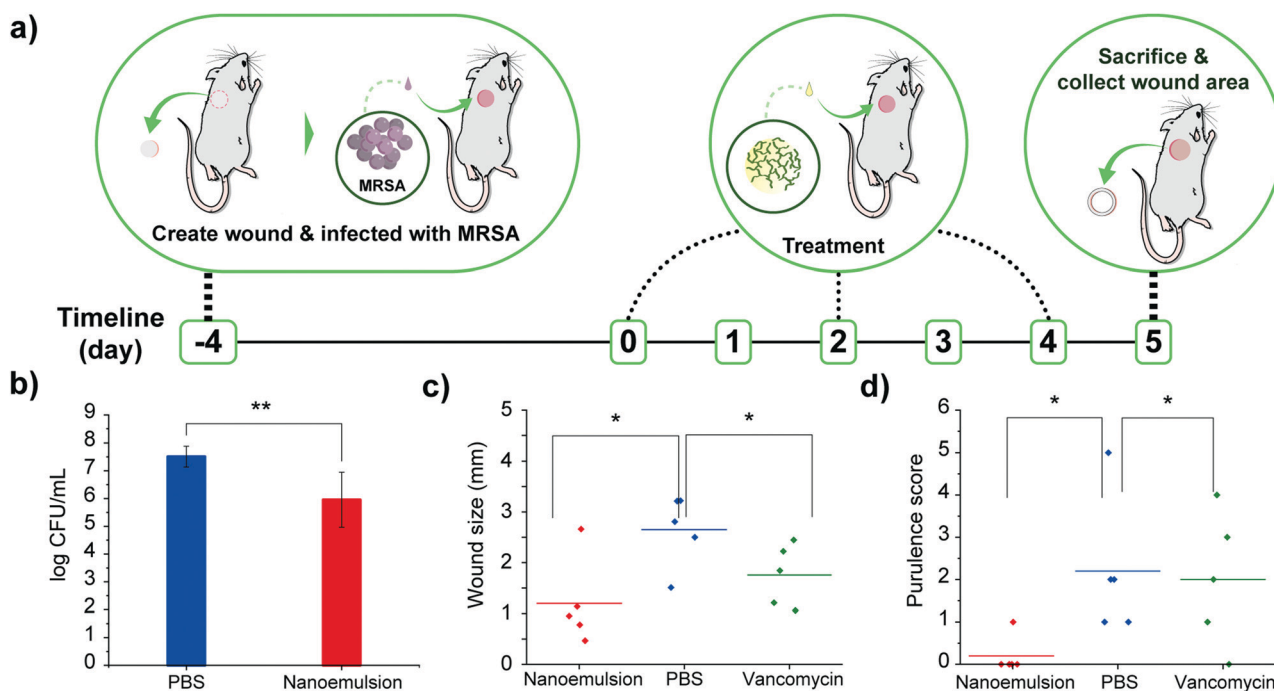 a)
MRSA
Create wound & infected with MRSA
Treatment
Sacrifice &
collect wound area
Timeline
(day)
-4
0
1
2
3
4
5
b)
log CFU/mL
9
8
7
6
5
4
3
2
1
0
**
PBS
Nanoemulsion
c)
Wound size (mm)
5
4
3
2
1
0
*
*
Nanoemulsion
PBS
Vancomycin
d)
Purulence score
6
5
4
3
2
1
0
*
*
Nanoemulsion
PBS
Vancomycin